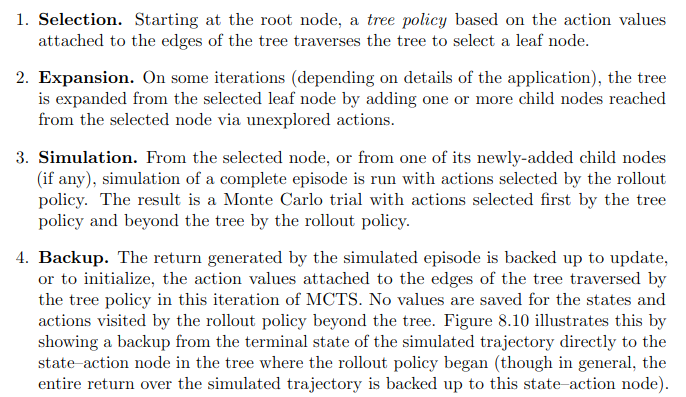 1. Selection. Starting at the root node, a tree policy based on the action values
attached to the edges of the tree traverses the tree to select a leaf node.
2. Expansion. On some iterations (depending on details of the application), the tree
is expanded from the selected leaf node by adding one or more child nodes reached
from the selected node via unexplored actions.
3. Simulation. From the selected node, or from one of its newly-added child nodes
(if any), simulation of a complete episode is run with actions selected by the rollout
policy. The result is a Monte Carlo trial with actions selected first by the tree
policy and beyond the tree by the rollout policy.
4. Backup. The return generated by the simulated episode is backed up to update,
or to initialize, the action values attached to the edges of the tree traversed by
the tree policy in this iteration of MCTS. No values are saved for the states and
actions visited by the rollout policy beyond the tree. Figure 8.10 illustrates this by
showing a backup from the terminal state of the simulated trajectory directly to the
state–action node in the tree where the rollout policy began (though in general, the
entire return over the simulated trajectory is backed up to this state–action node).